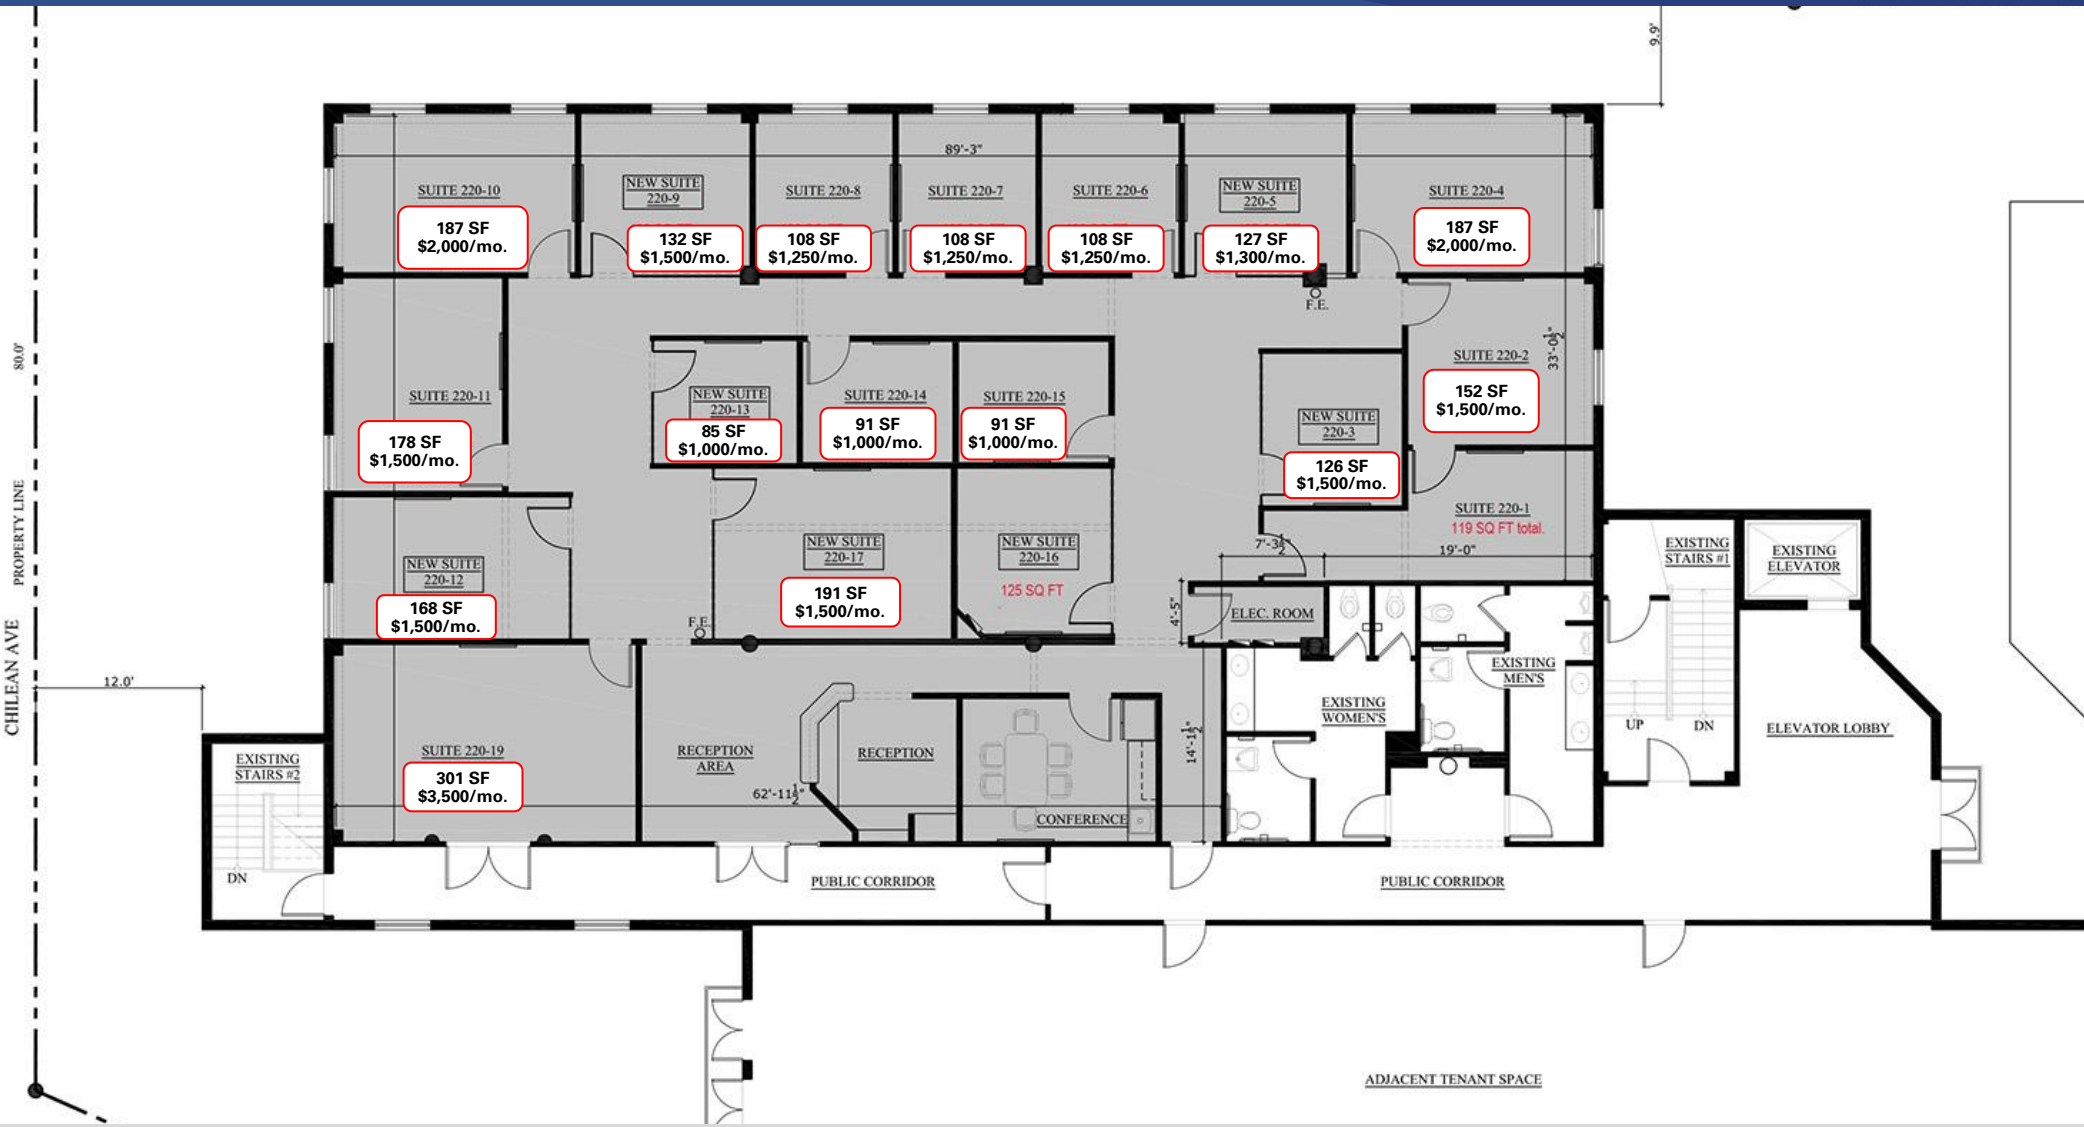 9.9'
89'-3"
SUITE 220-10
187 SF
$2,000/mo.
NEW SUITE
220-9
132 SF
$1,500/mo.
SUITE 220-8
108 SF
$1,250/mo.
SUITE 220-7
108 SF
$1,250/mo.
SUITE 220-6
108 SF
$1,250/mo.
NEW SUITE
220-5
127 SF
$1,300/mo.
SUITE 220-4
187 SF
$2,000/mo.
F.E.
80.0'
PROPERTY LINE
CHILEAN AVE
12.0'
SUITE 220-11
178 SF
$1,500/mo.
NEW SUITE
220-13
85 SF
$1,000/mo.
SUITE 220-14
91 SF
$1,000/mo.
SUITE 220-15
91 SF
$1,000/mo.
NEW SUITE
220-3
126 SF
$1,500/mo.
SUITE 220-2
152 SF
$1,500/mo.
33'-0½"
SUITE 220-1
119 SQ FT total.
7'-3½"
19'-0"
NEW SUITE
220-12
168 SF
$1,500/mo.
NEW SUITE
220-17
191 SF
$1,500/mo.
NEW SUITE
220-16
125 SQ FT
F.E.
4'-5"
ELEC. ROOM
EXISTING
STAIRS #1
EXISTING
ELEVATOR
EXISTING
MEN'S
EXISTING
WOMEN'S
UP
DN
ELEVATOR LOBBY
SUITE 220-19
301 SF
$3,500/mo.
RECEPTION
AREA
RECEPTION
62'-11½"
CONFERENCE
14'-1½"
EXISTING
STAIRS #2
DN
PUBLIC CORRIDOR
PUBLIC CORRIDOR
ADJACENT TENANT SPACE